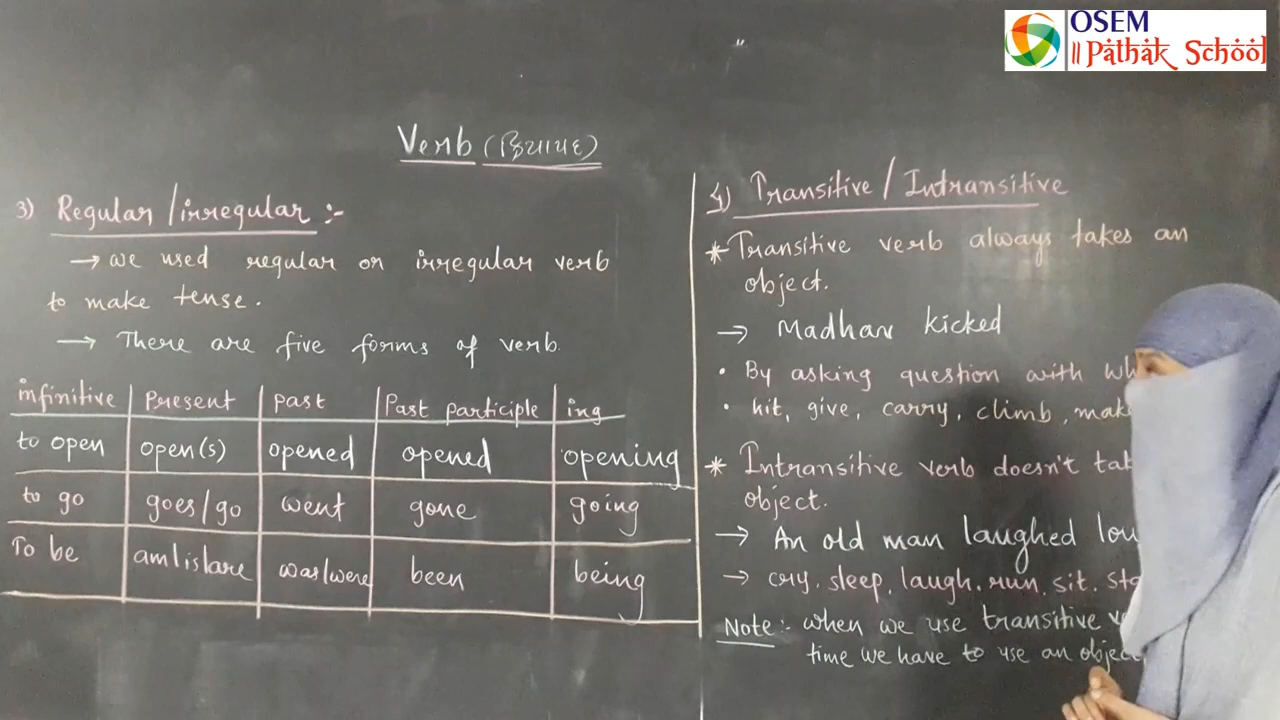 OSEM
॥ Pathak School
Verb (ક્રિયાપદ)
3) Regular/irregular :-
→ we used regular or irregular verb
to make tense.
→ There are five forms of verb.
infinitive Present past Past participle ing
to open open(s) opened opened opening
to go goes/go went gone going
To be am/is/are was/were been being
4) Transitive / Intransitive
* Transitive verb always takes an
object.
→ Madhav kicked
• By asking question with
• hit, give, carry, climb,
* Intransitive verb doesn't
object.
→ An old man laughed
→ cry, sleep, laugh, run, sit,
Note :- when we use transitive
time we have to use an object.